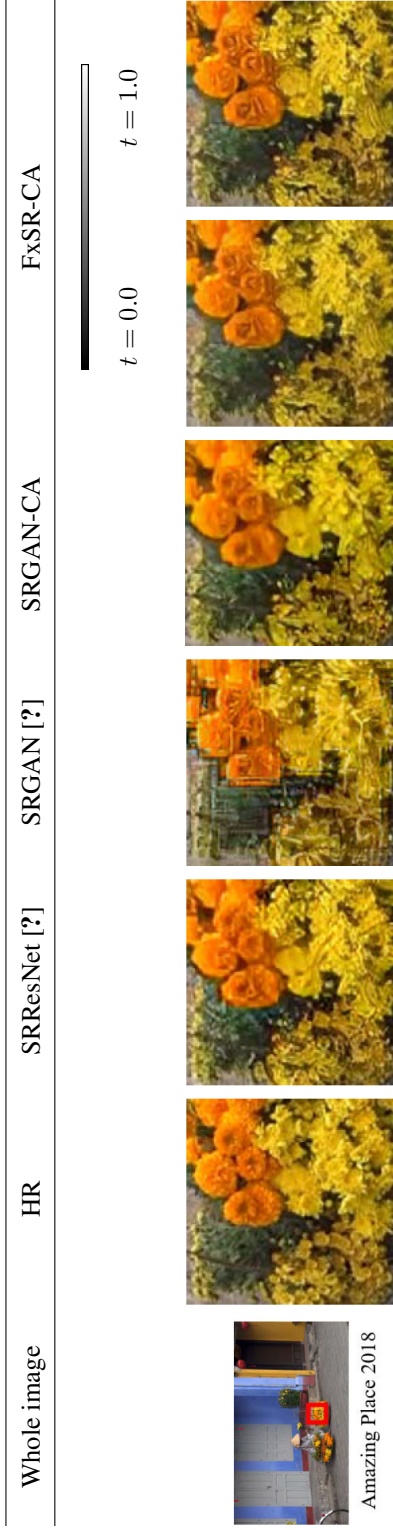 Whole image HR SRResNet [?] SRGAN [?] SRGAN-CA FxSR-CA
t = 0.0 t = 1.0
Amazing Place 2018